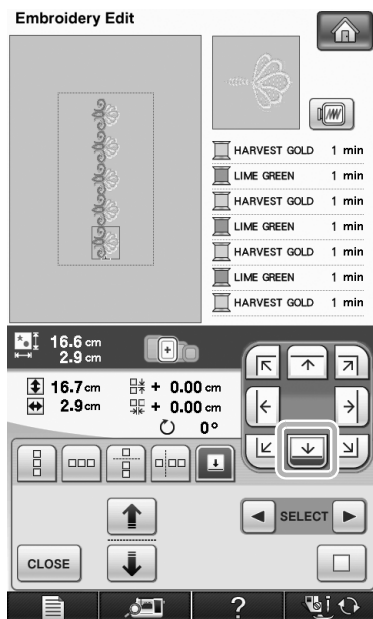 Embroidery Edit
HARVEST GOLD 1 min
LIME GREEN 1 min
HARVEST GOLD 1 min
LIME GREEN 1 min
HARVEST GOLD 1 min
LIME GREEN 1 min
HARVEST GOLD 1 min
16.6 cm
2.9 cm
16.7 cm + 0.00 cm
2.9 cm + 0.00 cm
0°
SELECT
CLOSE
?